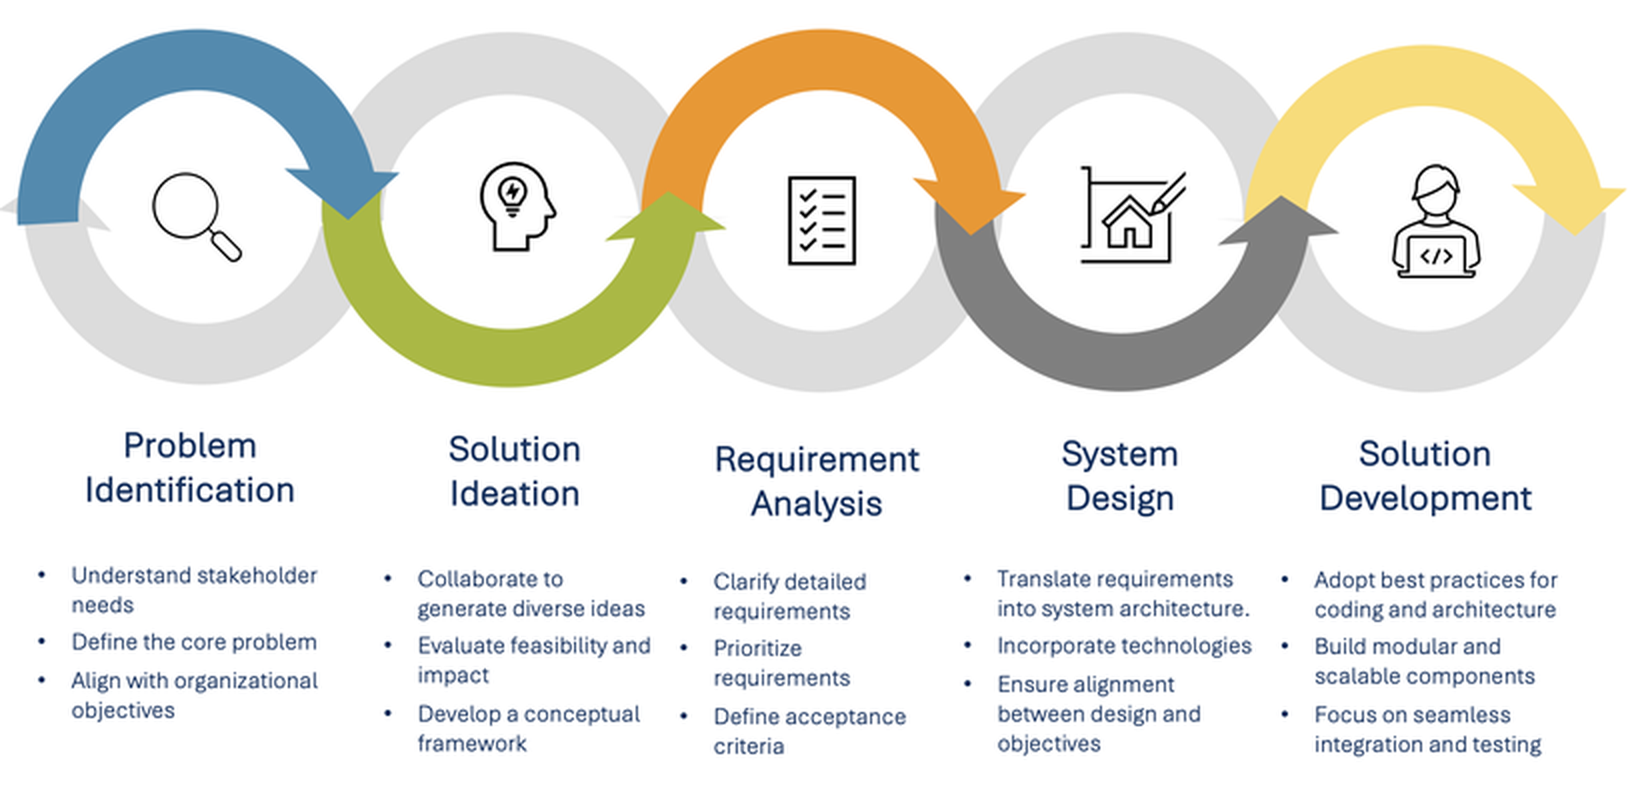 </>
Problem
Identification
• Understand stakeholder
needs
• Define the core problem
• Align with organizational
objectives
Solution
Ideation
• Collaborate to
generate diverse ideas
• Evaluate feasibility and
impact
• Develop a conceptual
framework
Requirement
Analysis
• Clarify detailed
requirements
• Prioritize
requirements
• Define acceptance
criteria
System
Design
• Translate requirements
into system architecture.
• Incorporate technologies
• Ensure alignment
between design and
objectives
Solution
Development
• Adopt best practices for
coding and architecture
• Build modular and
scalable components
• Focus on seamless
integration and testing